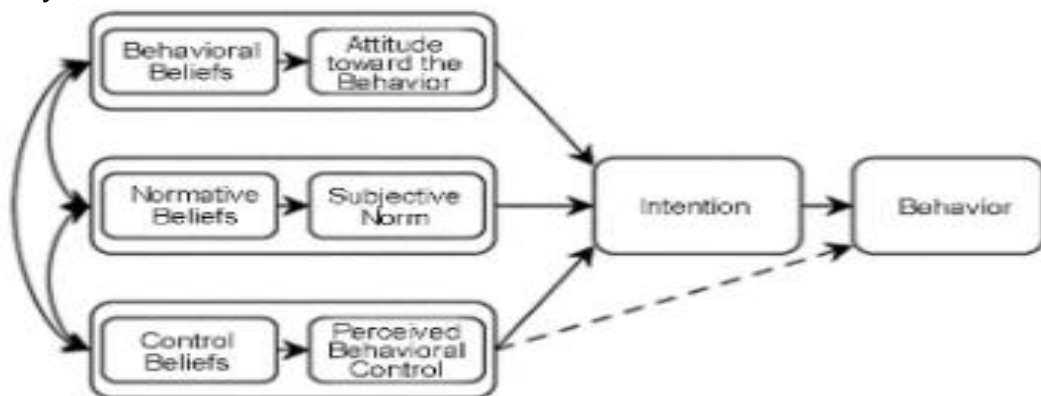 Behavioral
Beliefs
Attitude
toward the
Behavior
Normative
Beliefs
Subjective
Norm
Intention
Behavior
Control
Beliefs
Perceived
Behavioral
Control